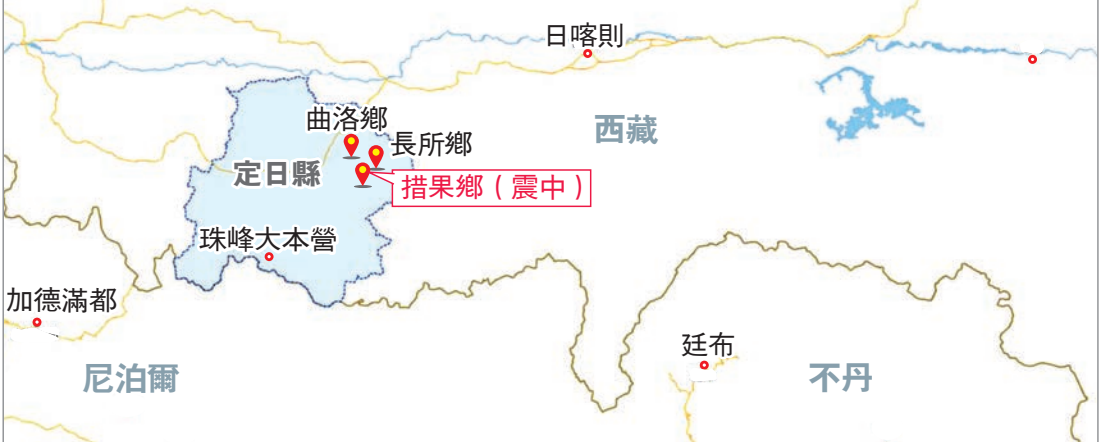 日喀則
曲洛鄉
西藏
長所鄉
定日縣
措果鄉（震中）
珠峰大本營
加德滿都
廷布
尼泊爾
不丹